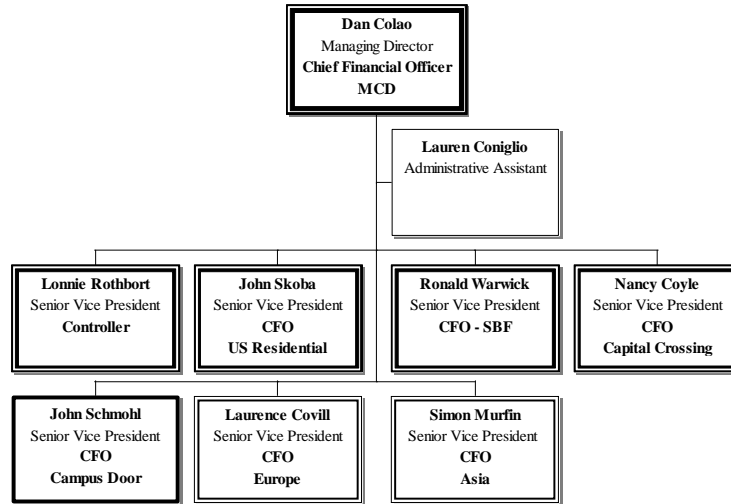 Dan Colao
Managing Director
Chief Financial Officer
MCD
Lauren Coniglio
Administrative Assistant
Lonnie Rothbort
Senior Vice President
Controller
John Skoba
Senior Vice President
CFO
US Residential
Ronald Warwick
Senior Vice President
CFO - SBF
Nancy Coyle
Senior Vice President
CFO
Capital Crossing
John Schmohl
Senior Vice President
CFO
Campus Door
Laurence Covill
Senior Vice President
CFO
Europe
Simon Murfin
Senior Vice President
CFO
Asia